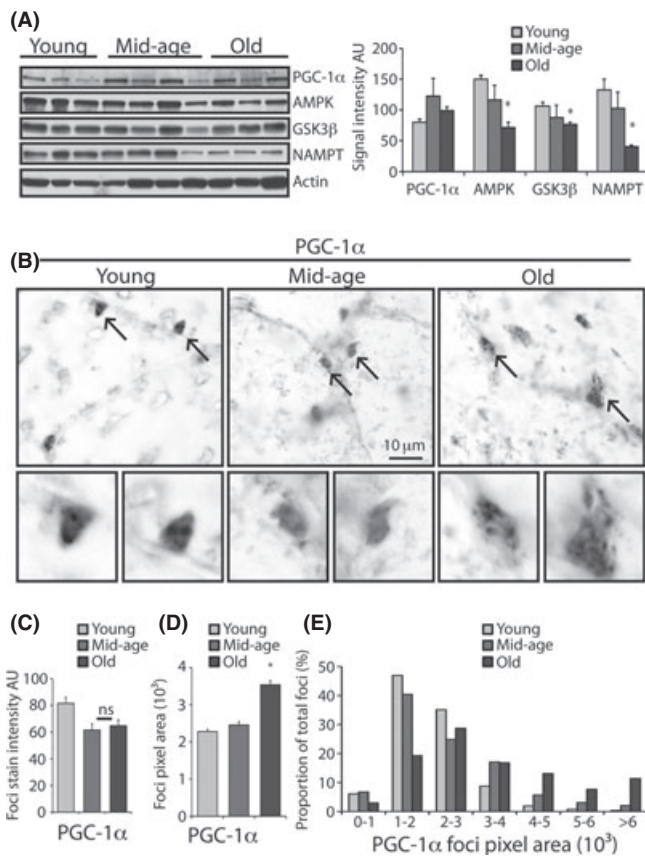 (A)
Young Mid-age Old
PGC-1α
AMPK
GSK3β
NAMPT
Actin
Young
Mid-age
Old
Signal intensity AU
150
100
50
0
*
*
*
PGC-1α AMPK GSK3β NAMPT
PGC-1α
(B)
Young Mid-age Old
10 µm
(C)
Young
Mid-age
Old
Foci stain intensity AU
100
80
60
40
20
0
ns
PGC-1α
(D)
Young
Mid-age
Old
Foci pixel area (10³)
4
3
2
1
0
*
PGC-1α
(E)
Young
Mid-age
Old
Proportion of total foci (%)
50
40
30
20
10
0
0-1 1-2 2-3 3-4 4-5 5-6 >6
PGC-1α foci pixel area (10³)